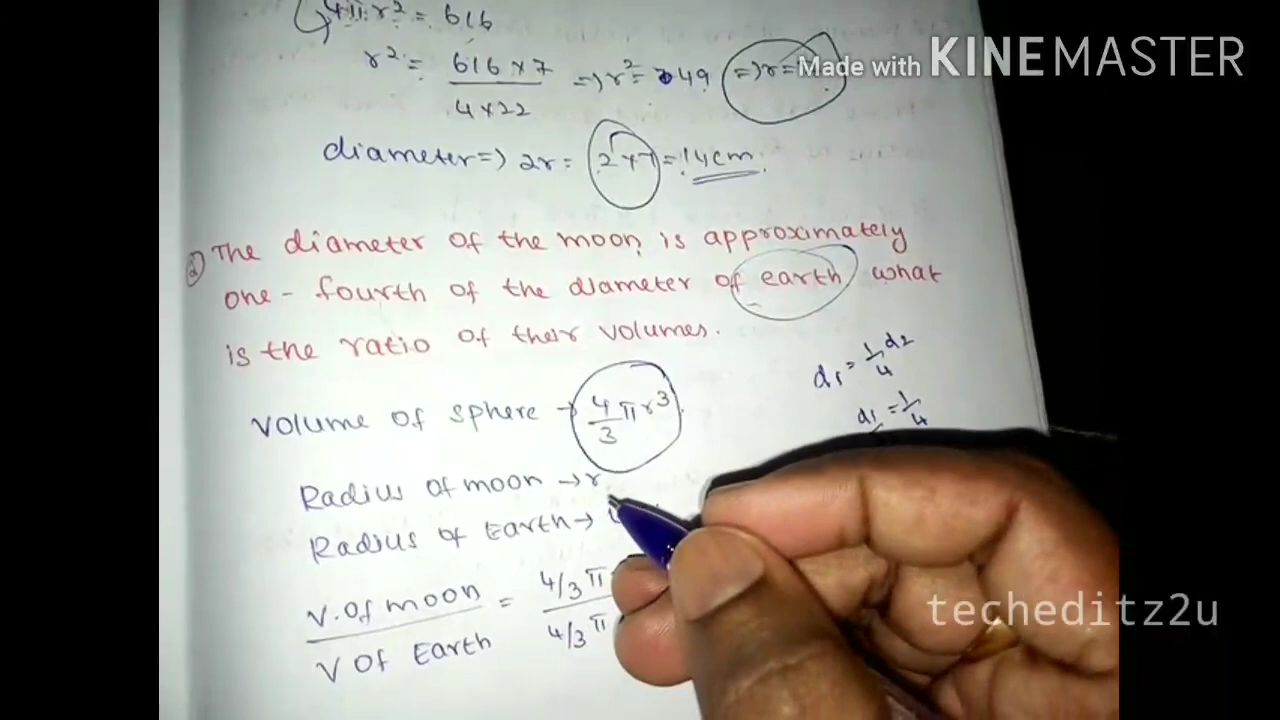 4π r² = 616
r² = 616 × 7 / 4 × 22 => r² = 49 => r =
Made with KINEMASTER
diameter => 2r = 2 × 7 = 14cm
② The diameter of the moon is approximately
one - fourth of the diameter of earth what
is the ratio of their volumes.
d₁ = 1/4 d₂
Volume of sphere → 4/3 π r³
d₁ = 1/4
Radius of moon → r
Radius of Earth →
V. Of moon / V Of Earth = 4/3 π / 4/3 π
techeditz2u